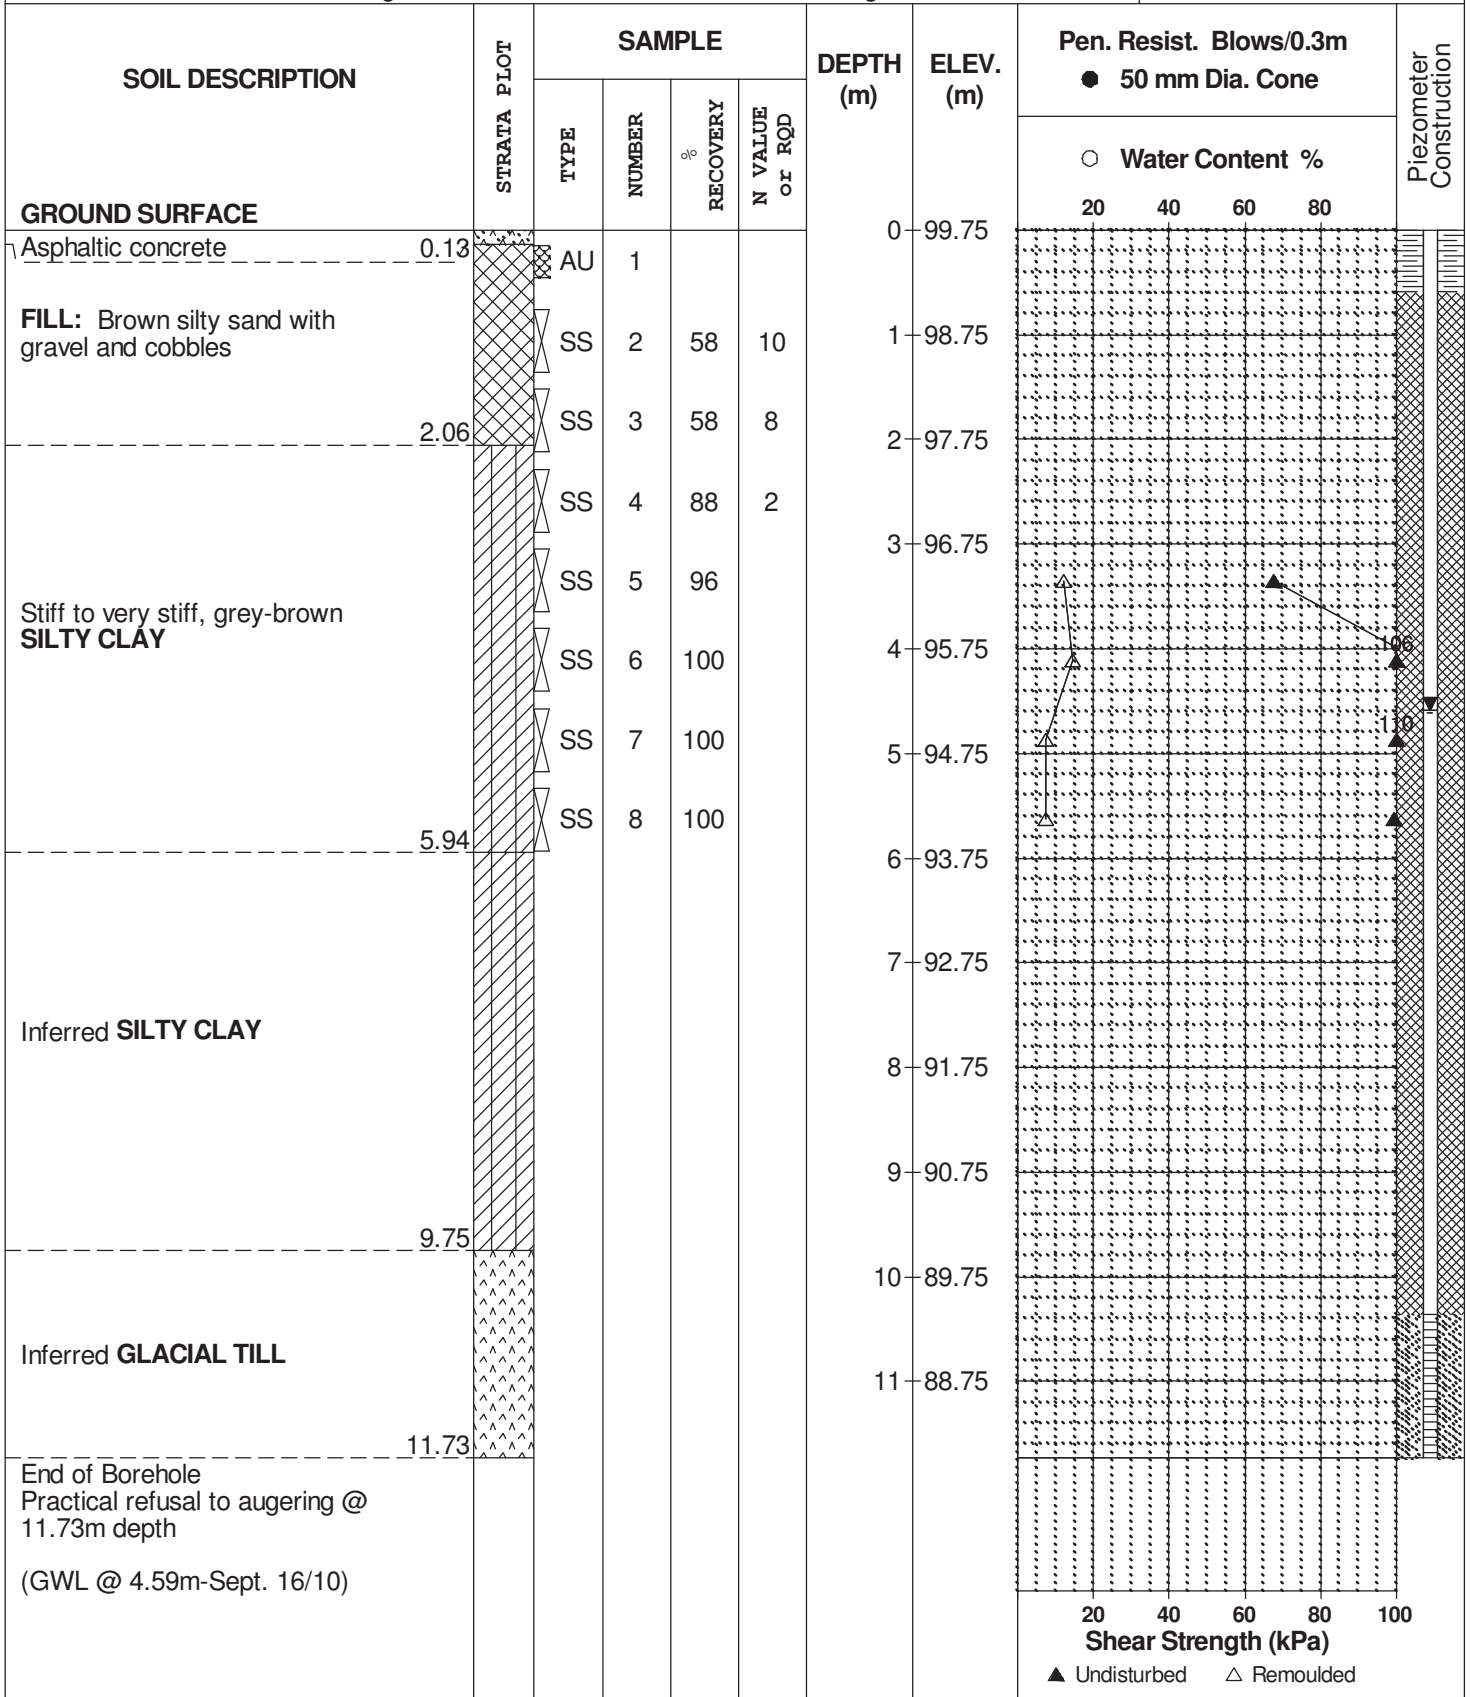 SOIL DESCRIPTION
STRATA PLOT
SAMPLE
TYPE
NUMBER
% RECOVERY
N VALUE or RQD
DEPTH (m)
ELEV. (m)
Pen. Resist. Blows/0.3m
● 50 mm Dia. Cone
○ Water Content %
Piezometer Construction
20 40 60 80
GROUND SURFACE
0 99.75
Asphaltic concrete 0.13
AU 1
FILL: Brown silty sand with
gravel and cobbles
SS 2 58 10
1 98.75
SS 3 58 8
2.06
2 97.75
SS 4 88 2
3 96.75
SS 5 96
Stiff to very stiff, grey-brown
SILTY CLAY
106
4 95.75
SS 6 100
110
SS 7 100
5 94.75
SS 8 100
5.94
6 93.75
7 92.75
Inferred SILTY CLAY
8 91.75
9 90.75
9.75
10 89.75
Inferred GLACIAL TILL
11 88.75
11.73
End of Borehole
Practical refusal to augering @
11.73m depth
(GWL @ 4.59m-Sept. 16/10)
20 40 60 80 100
Shear Strength (kPa)
▲ Undisturbed △ Remoulded